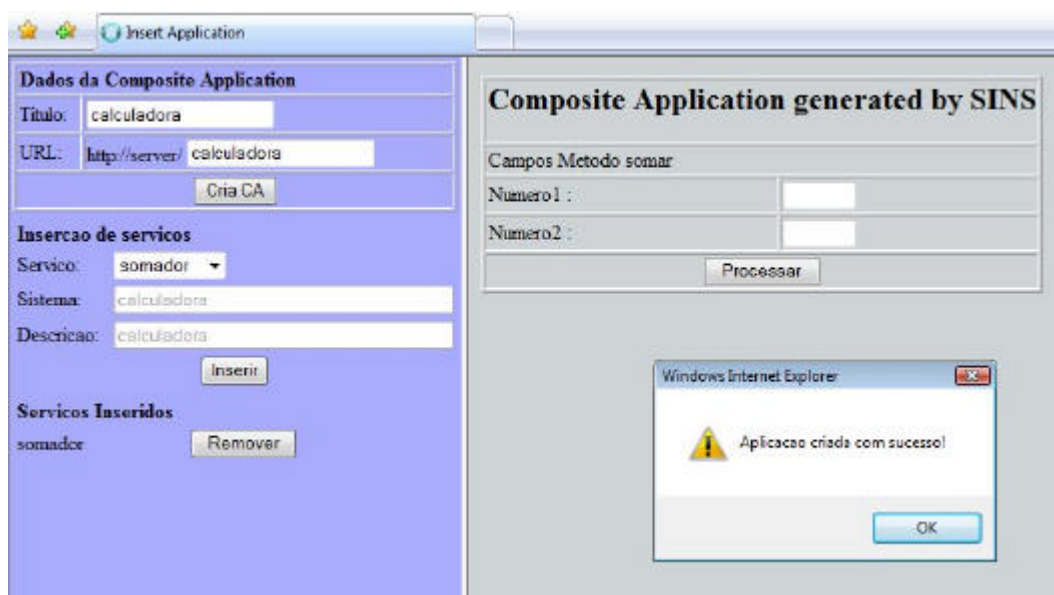 Insert Application
Dados da Composite Application
Titulo: calculadora
URL: http://server/ calculadora
Cria CA
Insercao de servicos
Servico: somador
Sistema: calculadora
Descricao: calculadora
Inserir
Servicos Inseridos
somador Remover
Composite Application generated by SINS
Campos Metodo somar
Numero1 :
Numero2 :
Processar
Windows Internet Explorer
Aplicacao criada com sucesso!
OK